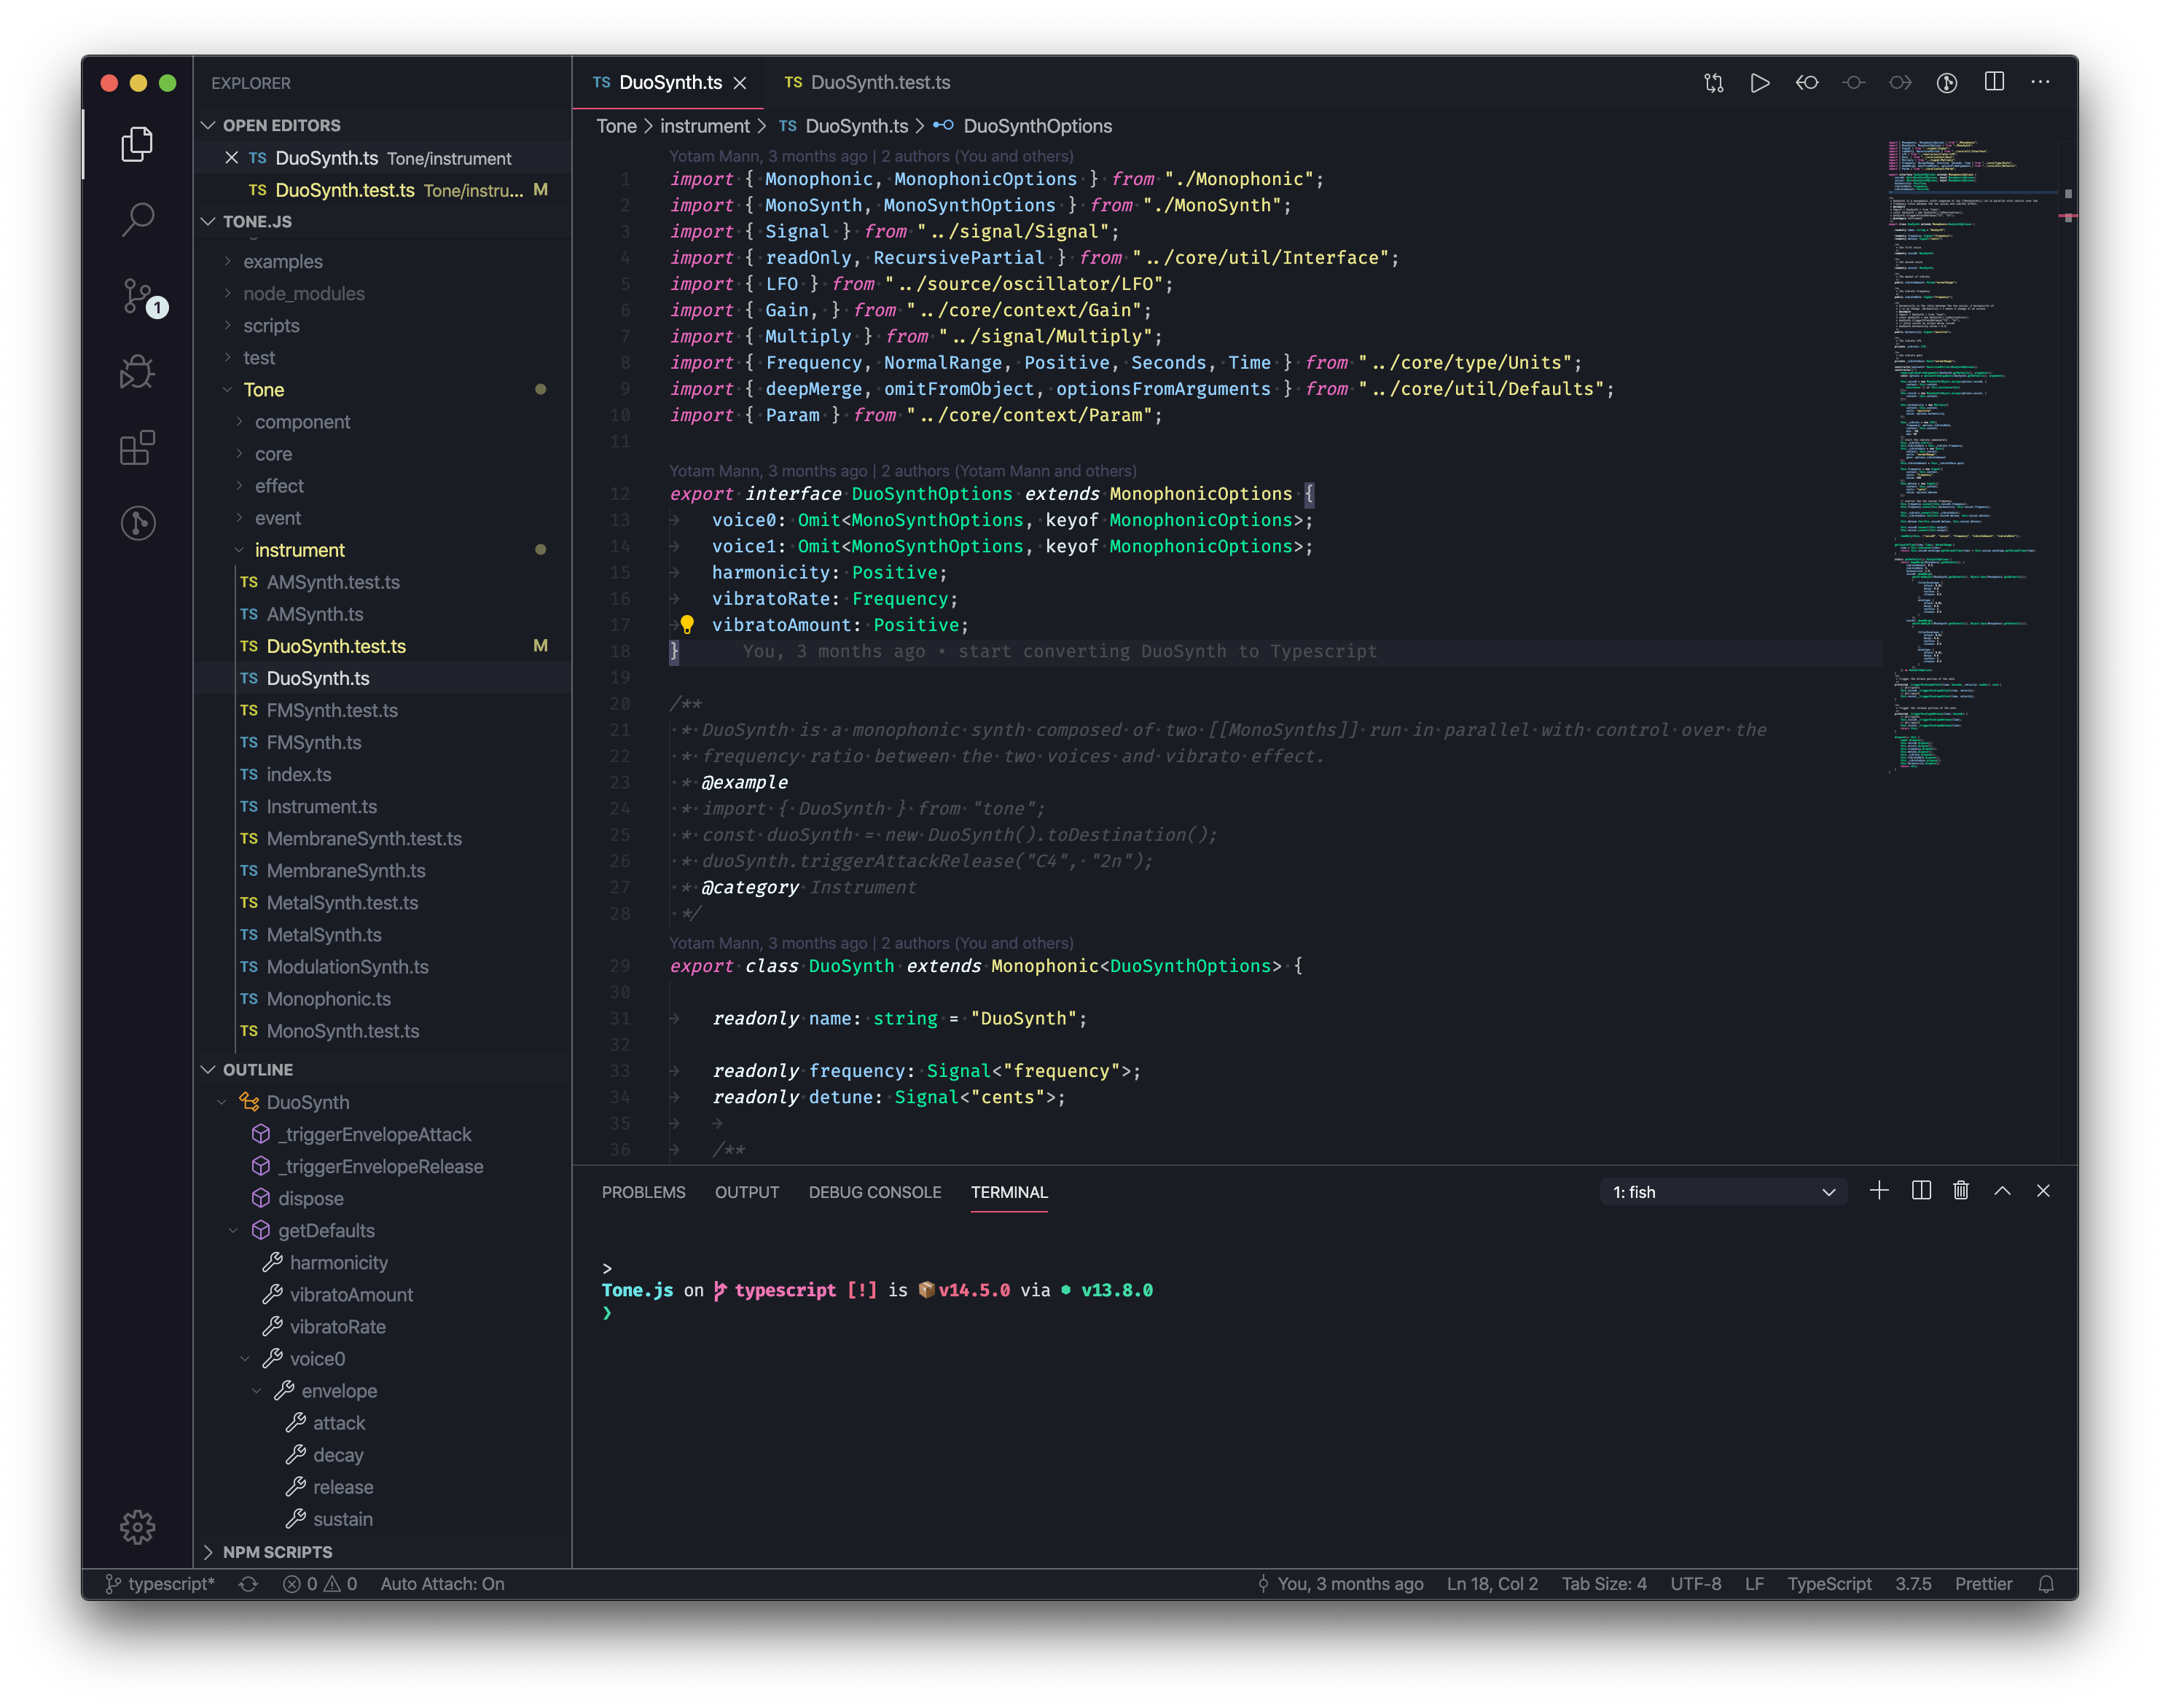 EXPLORER
OPEN EDITORS
TS DuoSynth.ts Tone/instrument
TS DuoSynth.test.ts Tone/instru... M
TONE.JS
examples
node_modules
scripts
test
Tone
component
core
effect
event
instrument
TS AMSynth.test.ts
TS AMSynth.ts
TS DuoSynth.test.ts M
TS DuoSynth.ts
TS FMSynth.test.ts
TS FMSynth.ts
TS index.ts
TS Instrument.ts
TS MembraneSynth.test.ts
TS MembraneSynth.ts
TS MetalSynth.test.ts
TS MetalSynth.ts
TS ModulationSynth.ts
TS Monophonic.ts
TS MonoSynth.test.ts
OUTLINE
DuoSynth
_triggerEnvelopeAttack
_triggerEnvelopeRelease
dispose
getDefaults
harmonicity
vibratoAmount
vibratoRate
voice0
envelope
attack
decay
release
sustain
NPM SCRIPTS
1
TS DuoSynth.ts
TS DuoSynth.test.ts
Tone > instrument > TS DuoSynth.ts > DuoSynthOptions
Yotam Mann, 3 months ago | 2 authors (You and others)
1 import { Monophonic, MonophonicOptions } from "./Monophonic";
2 import { MonoSynth, MonoSynthOptions } from "./MonoSynth";
3 import { Signal } from "../signal/Signal";
4 import { readOnly, RecursivePartial } from "../core/util/Interface";
5 import { LFO } from "../source/oscillator/LFO";
6 import { Gain, } from "../core/context/Gain";
7 import { Multiply } from "../signal/Multiply";
8 import { Frequency, NormalRange, Positive, Seconds, Time } from "../core/type/Units";
9 import { deepMerge, omitFromObject, optionsFromArguments } from "../core/util/Defaults";
10 import { Param } from "../core/context/Param";
11
Yotam Mann, 3 months ago | 2 authors (Yotam Mann and others)
12 export interface DuoSynthOptions extends MonophonicOptions {
13 voice0: Omit<MonoSynthOptions, keyof MonophonicOptions>;
14 voice1: Omit<MonoSynthOptions, keyof MonophonicOptions>;
15 harmonicity: Positive;
16 vibratoRate: Frequency;
17 vibratoAmount: Positive;
18 } You, 3 months ago • start converting DuoSynth to Typescript
19
20 /**
21 * DuoSynth is a monophonic synth composed of two [[MonoSynths]] run in parallel with control over the
22 * frequency ratio between the two voices and vibrato effect.
23 * @example
24 * import { DuoSynth } from "tone";
25 * const duoSynth = new DuoSynth().toDestination();
26 * duoSynth.triggerAttackRelease("C4", "2n");
27 * @category Instrument
28 */
Yotam Mann, 3 months ago | 2 authors (You and others)
29 export class DuoSynth extends Monophonic<DuoSynthOptions> {
30
31 readonly name: string = "DuoSynth";
32
33 readonly frequency: Signal<"frequency">;
34 readonly detune: Signal<"cents">;
35
36 /**
PROBLEMS OUTPUT DEBUG CONSOLE TERMINAL 1: fish
>
Tone.js on typescript [!] is 📦v14.5.0 via ⬢ v13.8.0
❯
typescript* 0 0 Auto Attach: On You, 3 months ago Ln 18, Col 2 Tab Size: 4 UTF-8 LF TypeScript 3.7.5 Prettier